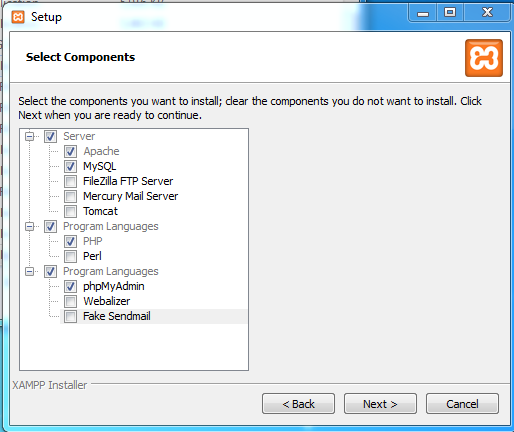 Setup
Select Components
Select the components you want to install; clear the components you do not want to install. Click
Next when you are ready to continue.
Server
Apache
MySQL
FileZilla FTP Server
Mercury Mail Server
Tomcat
Program Languages
PHP
Perl
Program Languages
phpMyAdmin
Webalizer
Fake Sendmail
XAMPP Installer
< Back
Next >
Cancel